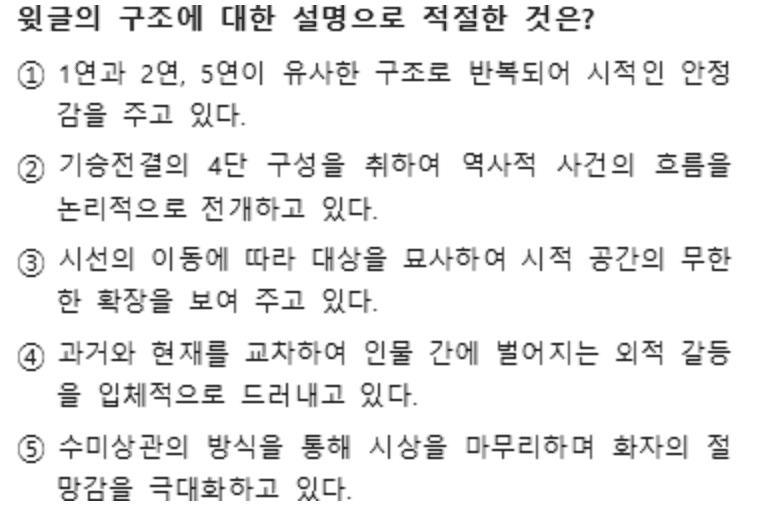 윗글의 구조에 대한 설명으로 적절한 것은?
① 1연과 2연, 5연이 유사한 구조로 반복되어 시적인 안정
감을 주고 있다.
② 기승전결의 4단 구성을 취하여 역사적 사건의 흐름을
논리적으로 전개하고 있다.
③ 시선의 이동에 따라 대상을 묘사하여 시적 공간의 무한
한 확장을 보여 주고 있다.
④ 과거와 현재를 교차하여 인물 간에 벌어지는 외적 갈등
을 입체적으로 드러내고 있다.
⑤ 수미상관의 방식을 통해 시상을 마무리하며 화자의 절
망감을 극대화하고 있다.